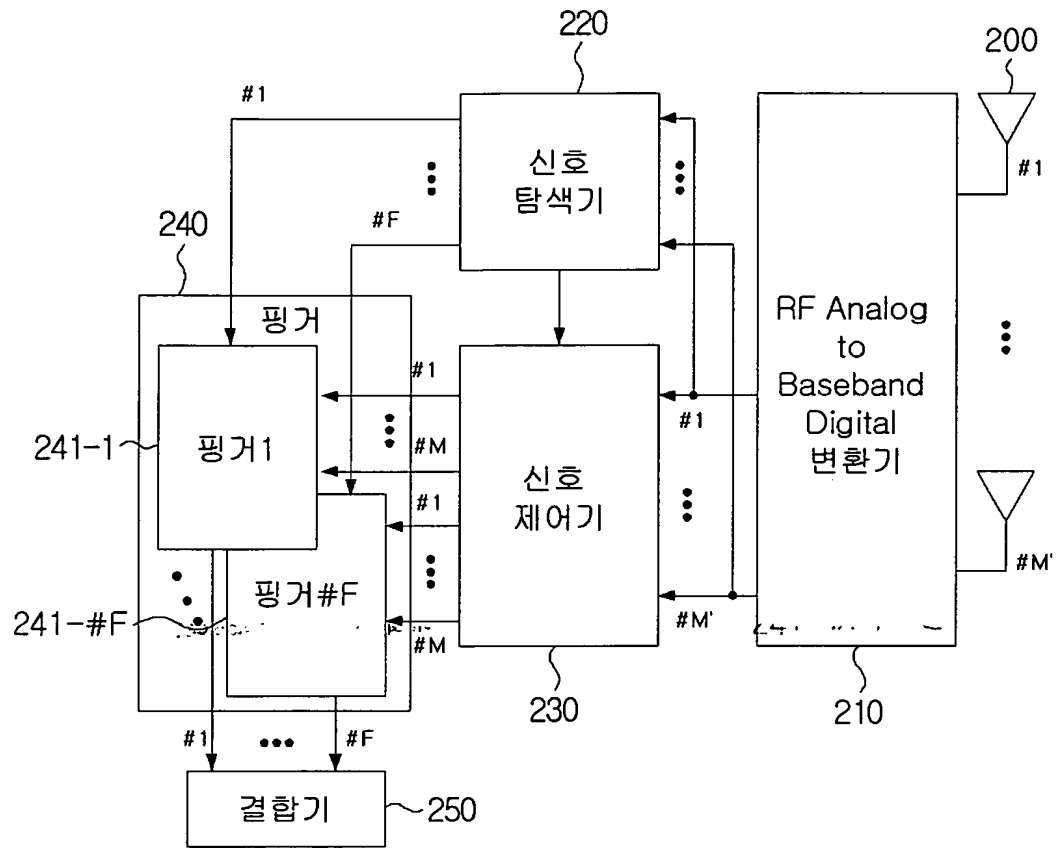 220
200
#1
신호
탐색기
#1
#F
240
핑거
RF Analog
to
Baseband
Digital
변환기
#1
#1
241-1
핑거1
#M
신호
제어기
#1
#M'
핑거#F
241-#F
#M
#M'
230
210
#1
#F
결합기
250